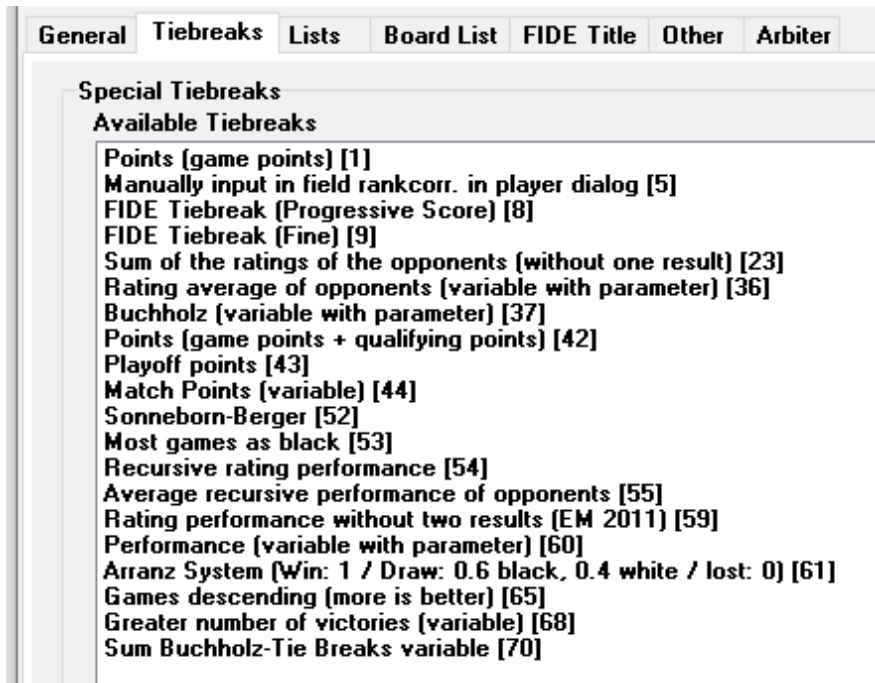 General Tiebreaks Lists Board List FIDE Title Other Arbiter
Special Tiebreaks
Available Tiebreaks
Points (game points) [1]
Manually input in field rankcorr. in player dialog [5]
FIDE Tiebreak (Progressive Score) [8]
FIDE Tiebreak (Fine) [9]
Sum of the ratings of the opponents (without one result) [23]
Rating average of opponents (variable with parameter) [36]
Buchholz (variable with parameter) [37]
Points (game points + qualifying points) [42]
Playoff points [43]
Match Points (variable) [44]
Sonneborn-Berger [52]
Most games as black [53]
Recursive rating performance [54]
Average recursive performance of opponents [55]
Rating performance without two results (EM 2011) [59]
Performance (variable with parameter) [60]
Arranz System (Win: 1 / Draw: 0.6 black, 0.4 white / lost: 0) [61]
Games descending (more is better) [65]
Greater number of victories (variable) [68]
Sum Buchholz-Tie Breaks variable [70]